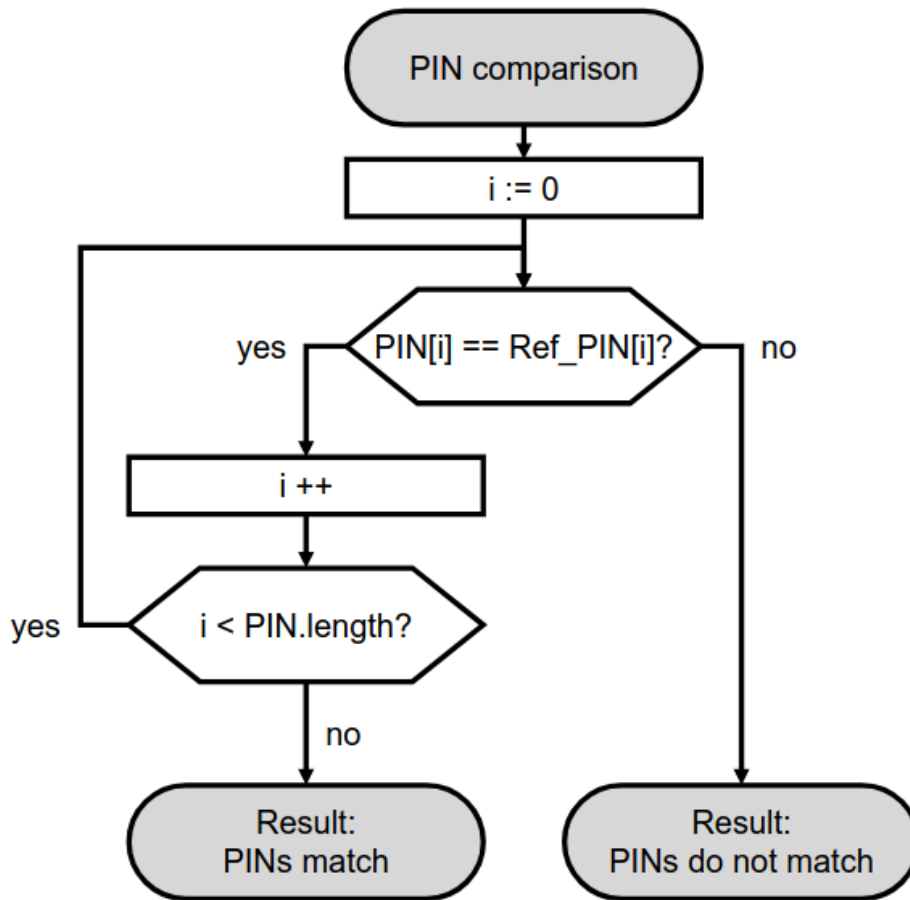 PIN comparison
i := 0
yes
PIN[i] == Ref_PIN[i]?
no
i ++
yes
i < PIN.length?
no
Result:
PINs match
Result:
PINs do not match